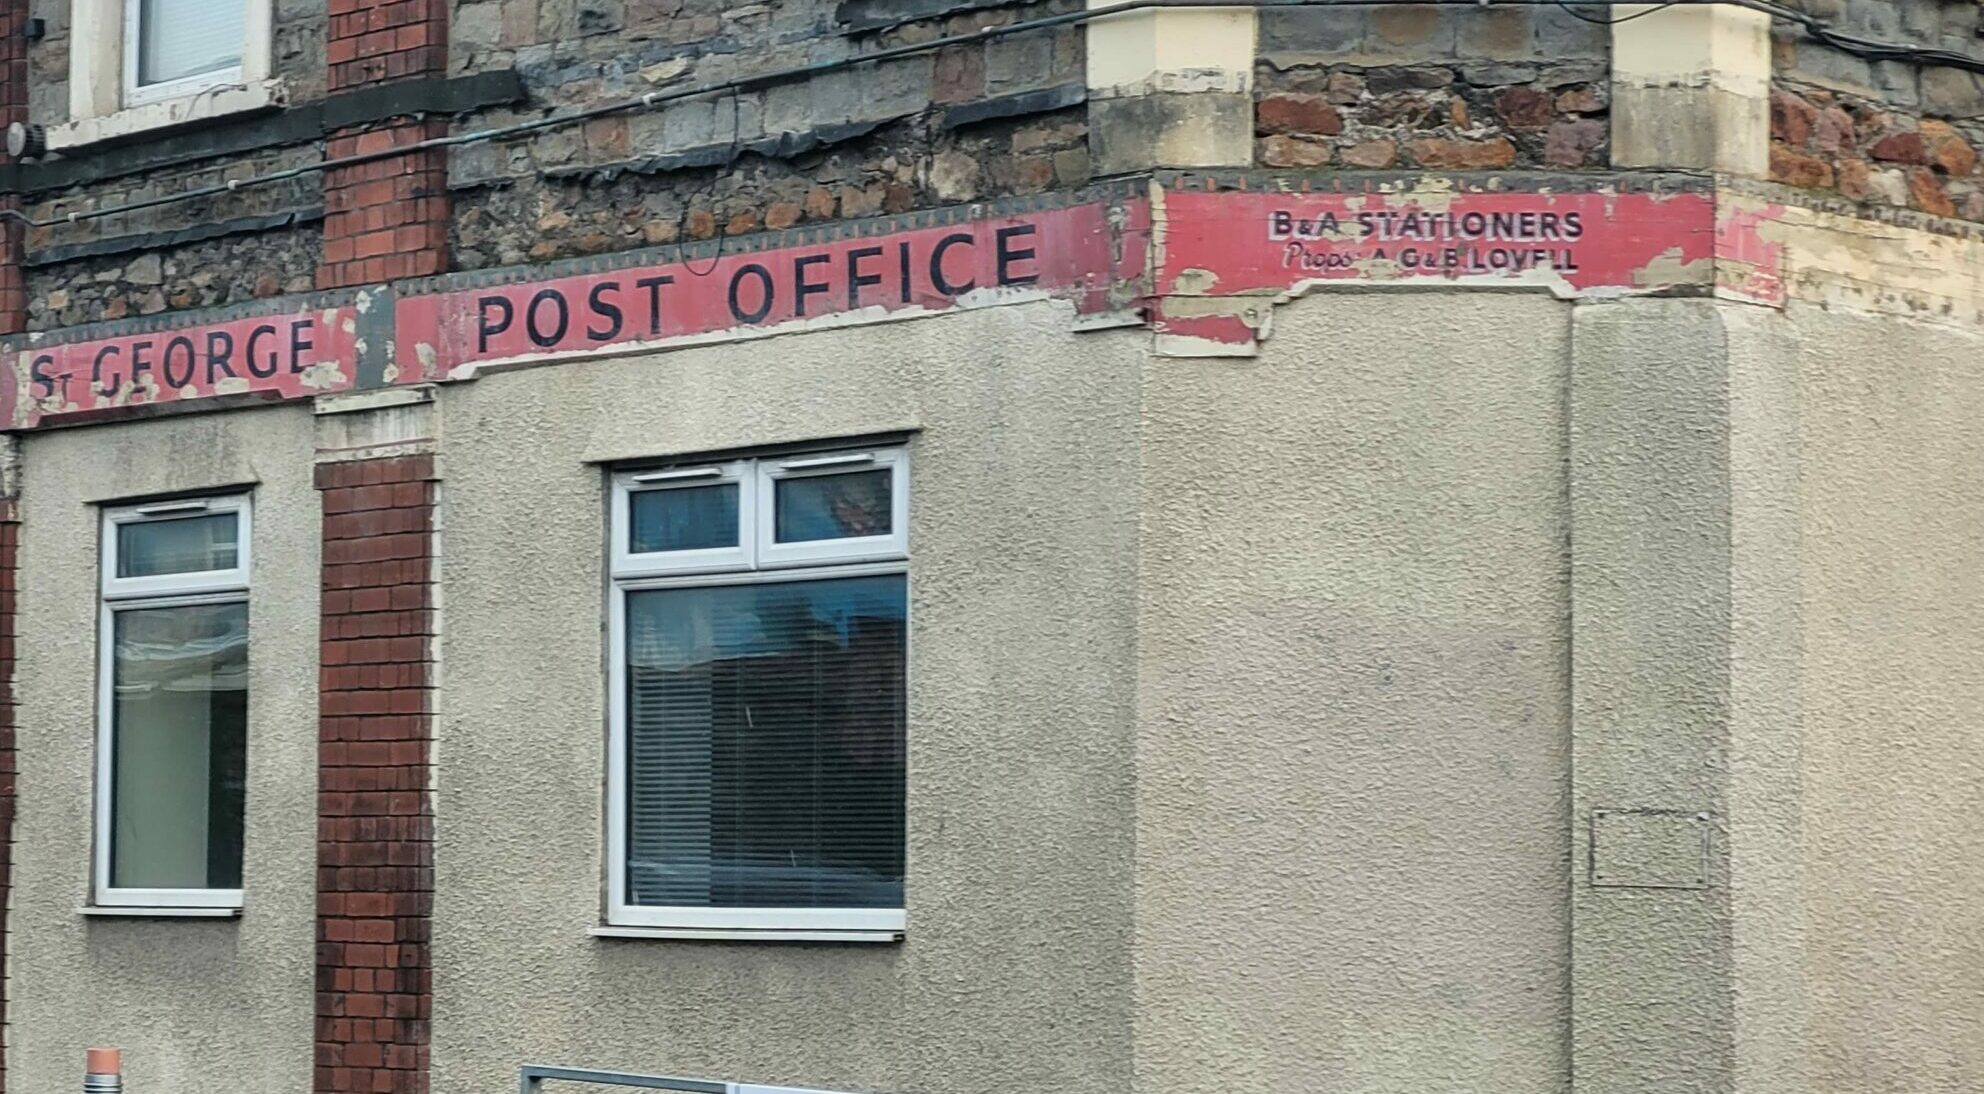 ST GEORGE
POST OFFICE
B&A STATIONERS
Props: A G & B LOVELL